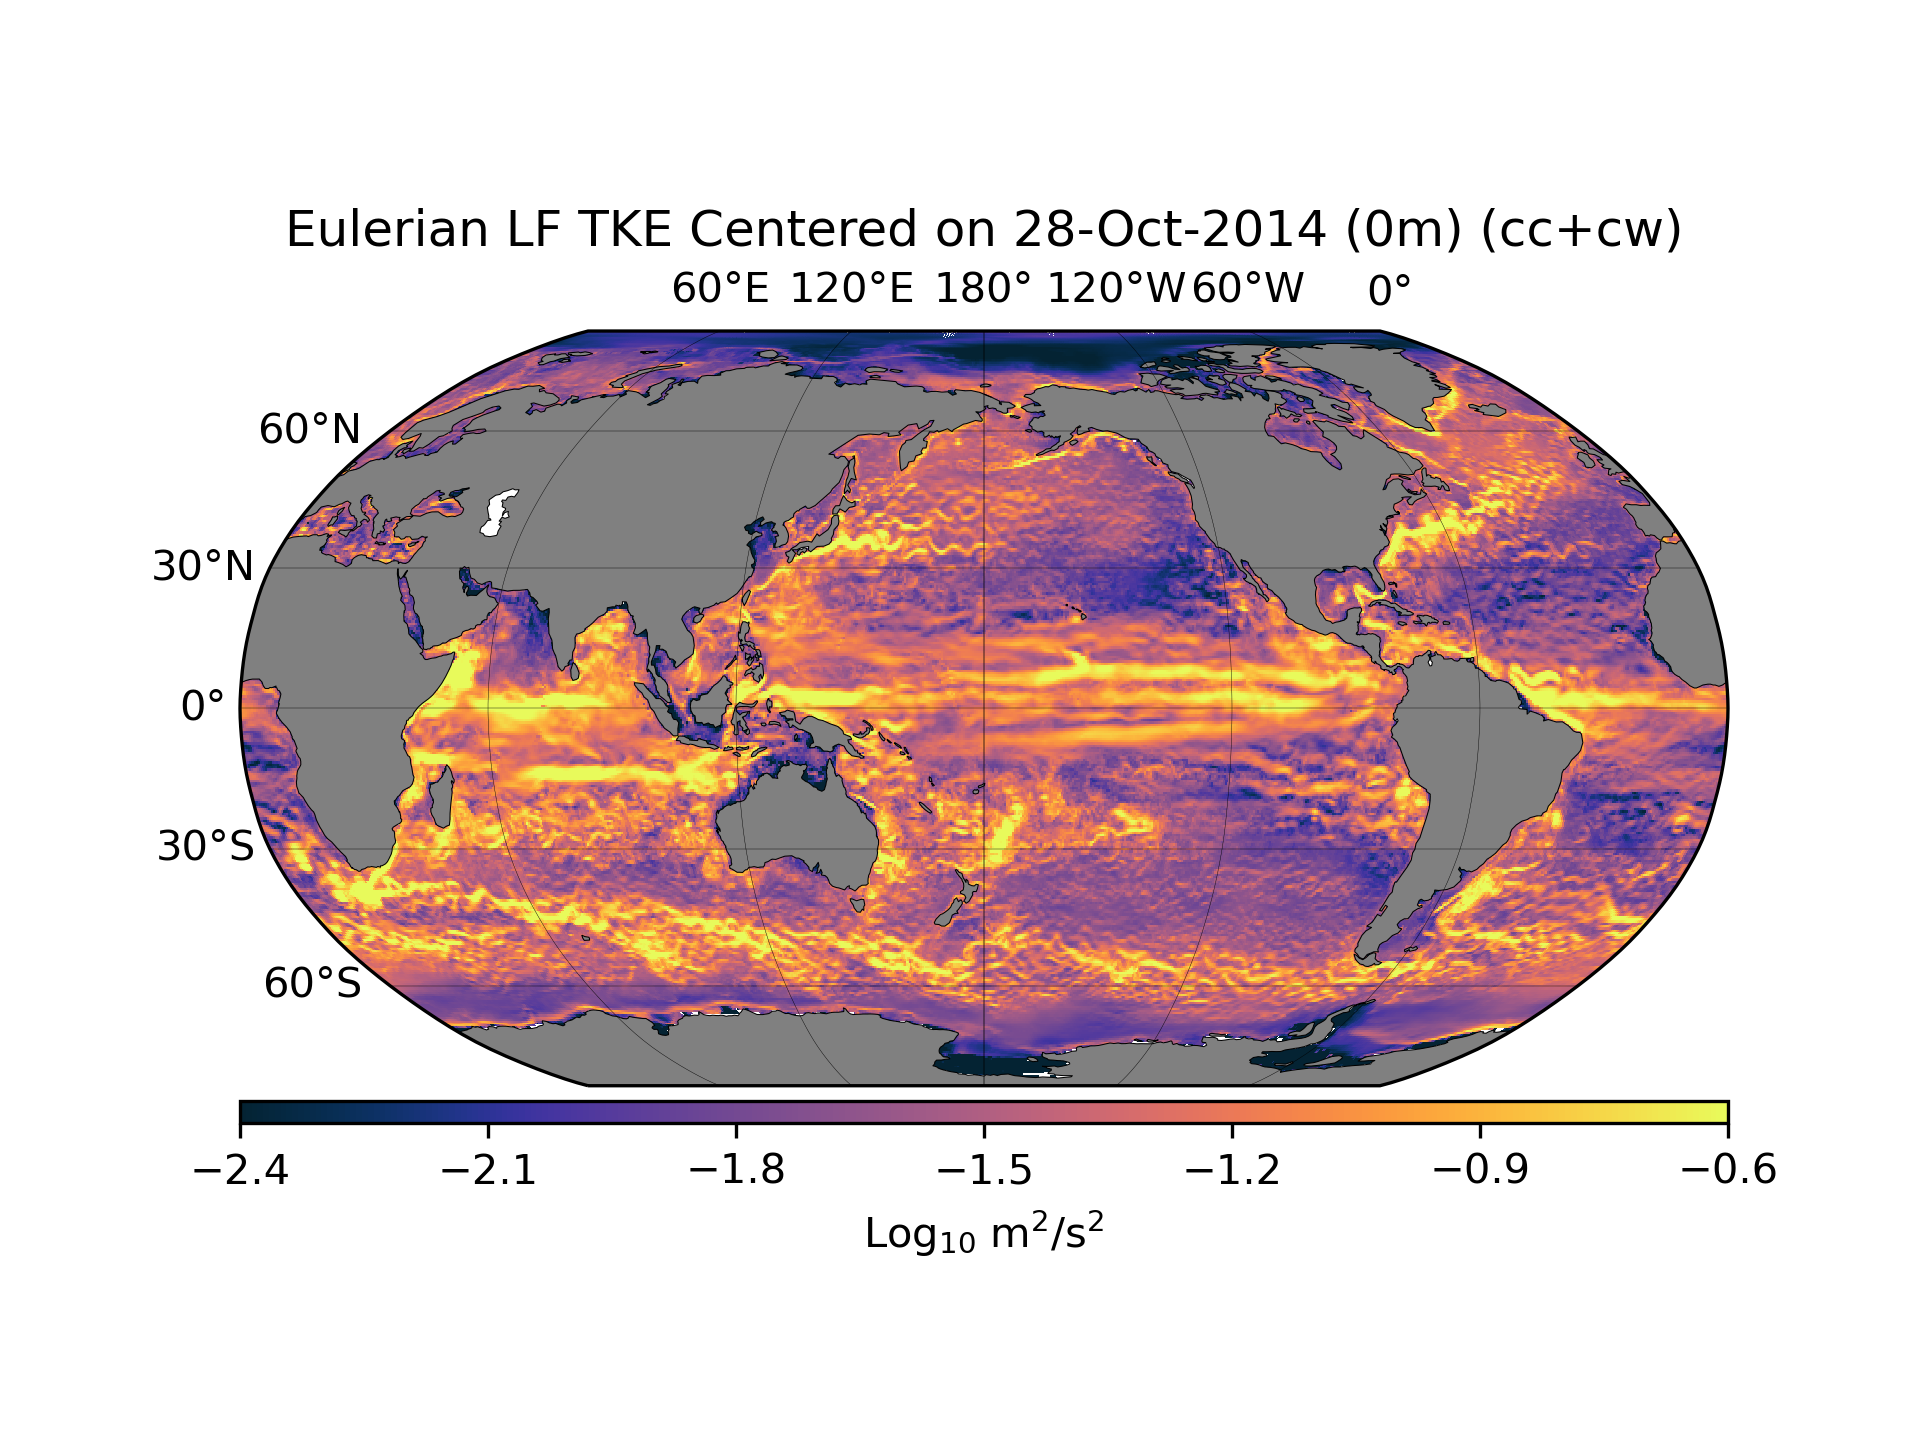 Eulerian LF TKE Centered on 28-Oct-2014 (0m) (cc+cw)
60°E 120°E 180° 120°W 60°W 0°
60°N
30°N
0°
30°S
60°S
−2.4 −2.1 −1.8 −1.5 −1.2 −0.9 −0.6
Log₁₀ m²/s²